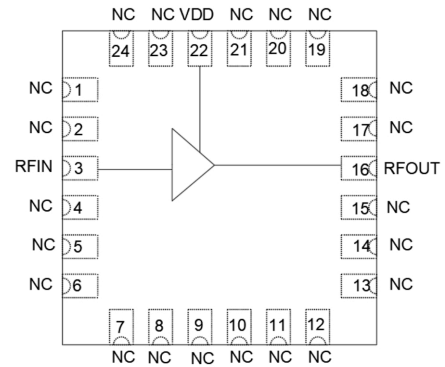 NC NC VDD NC NC NC
24 23 22 21 20 19
NC 1 18 NC
NC 2 17 NC
RFIN 3 16 RFOUT
NC 4 15 NC
NC 5 14 NC
NC 6 13 NC
7 8 9 10 11 12
NC NC NC NC NC NC